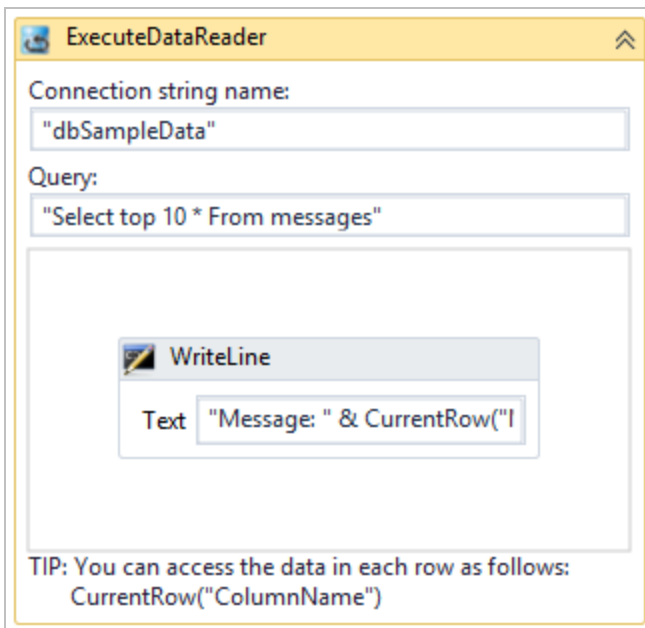 ExecuteDataReader
Connection string name:
"dbSampleData"
Query:
"Select top 10 * From messages"
WriteLine
Text "Message: " & CurrentRow("
TIP: You can access the data in each row as follows:
CurrentRow("ColumnName")